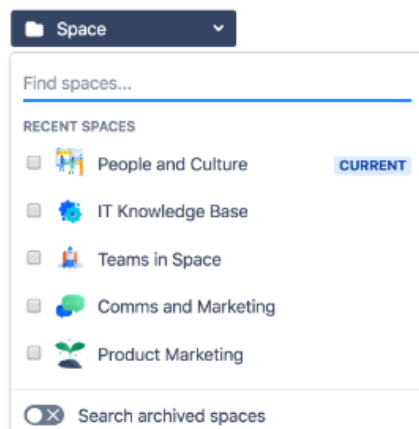 Space
Find spaces...
RECENT SPACES
People and Culture CURRENT
IT Knowledge Base
Teams in Space
Comms and Marketing
Product Marketing
Search archived spaces